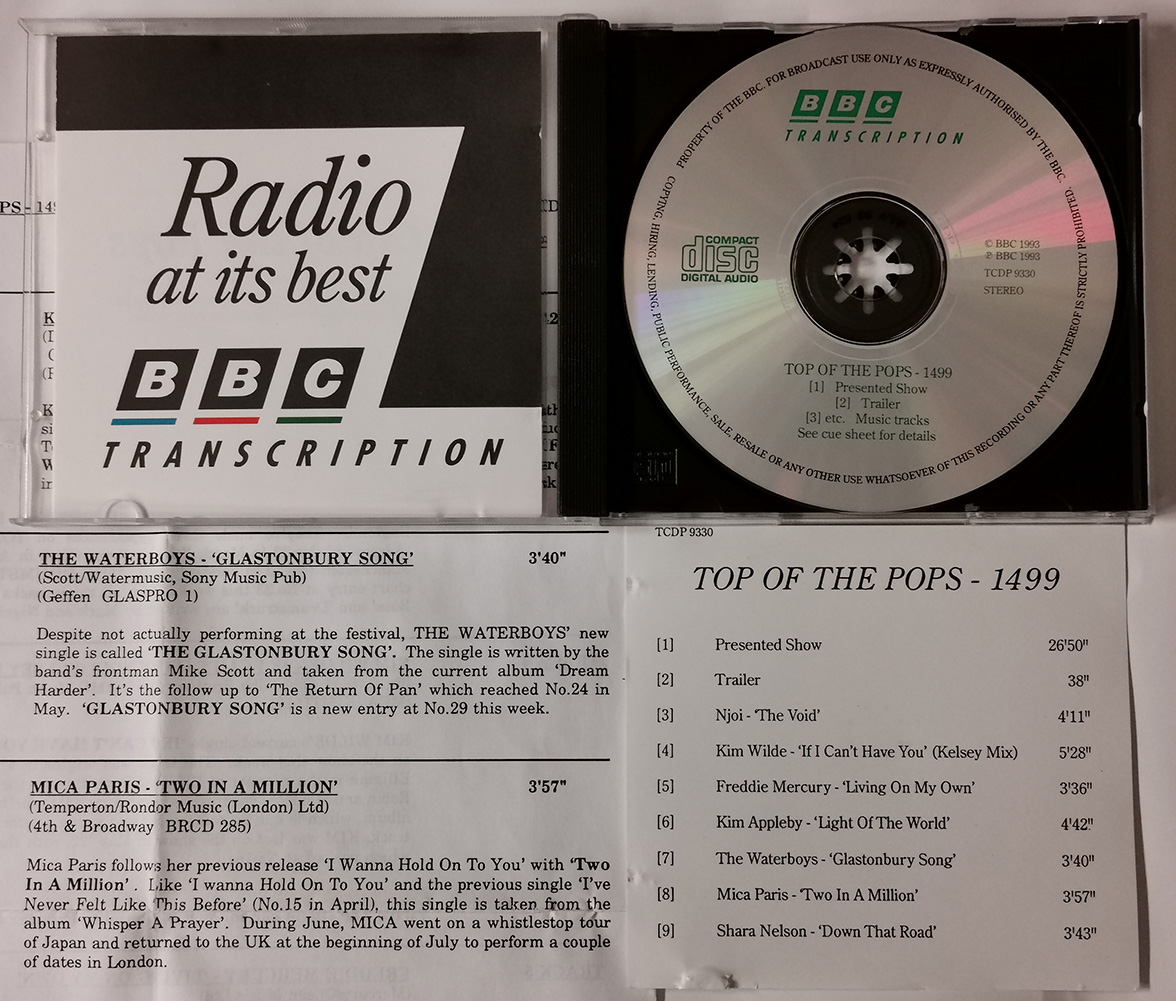 Radio
at its best
BBC
TRANSCRIPTION
BBC
TRANSCRIPTION
PROPERTY OF THE BBC. FOR BROADCAST USE ONLY AS EXPRESSLY AUTHORISED BY THE BBC.
COPYING, HIRING, LENDING, PUBLIC PERFORMANCE, SALE, RESALE OR ANY OTHER USE WHATSOEVER OF THIS RECORDING OR ANY PART THEREOF IS STRICTLY PROHIBITED.
COMPACT
disc
DIGITAL AUDIO
© BBC 1993
℗ BBC 1993
TCDP 9330
STEREO
TOP OF THE POPS - 1499
[1] Presented Show
[2] Trailer
[3] etc. Music tracks
See cue sheet for details
THE WATERBOYS - 'GLASTONBURY SONG' 3'40"
(Scott/Watermusic, Sony Music Pub)
(Geffen GLASPRO 1)
Despite not actually performing at the festival, THE WATERBOYS' new
single is called 'THE GLASTONBURY SONG'. The single is written by the
band's frontman Mike Scott and taken from the current album 'Dream
Harder'. It's the follow up to 'The Return Of Pan' which reached No.24 in
May. 'GLASTONBURY SONG' is a new entry at No.29 this week.
MICA PARIS - 'TWO IN A MILLION' 3'57"
(Temperton/Rondor Music (London) Ltd)
(4th & Broadway BRCD 285)
Mica Paris follows her previous release 'I Wanna Hold On To You' with 'Two
In A Million' . Like 'I wanna Hold On To You' and the previous single 'I've
Never Felt Like This Before' (No.15 in April), this single is taken from the
album 'Whisper A Prayer'. During June, MICA went on a whistlestop tour
of Japan and returned to the UK at the beginning of July to perform a couple
of dates in London.
TCDP 9330
TOP OF THE POPS - 1499
[1] Presented Show 26'50"
[2] Trailer 38"
[3] Njoi - 'The Void' 4'11"
[4] Kim Wilde - 'If I Can't Have You' (Kelsey Mix) 5'28"
[5] Freddie Mercury - 'Living On My Own' 3'36"
[6] Kim Appleby - 'Light Of The World' 4'42"
[7] The Waterboys - 'Glastonbury Song' 3'40"
[8] Mica Paris - 'Two In A Million' 3'57"
[9] Shara Nelson - 'Down That Road' 3'43"